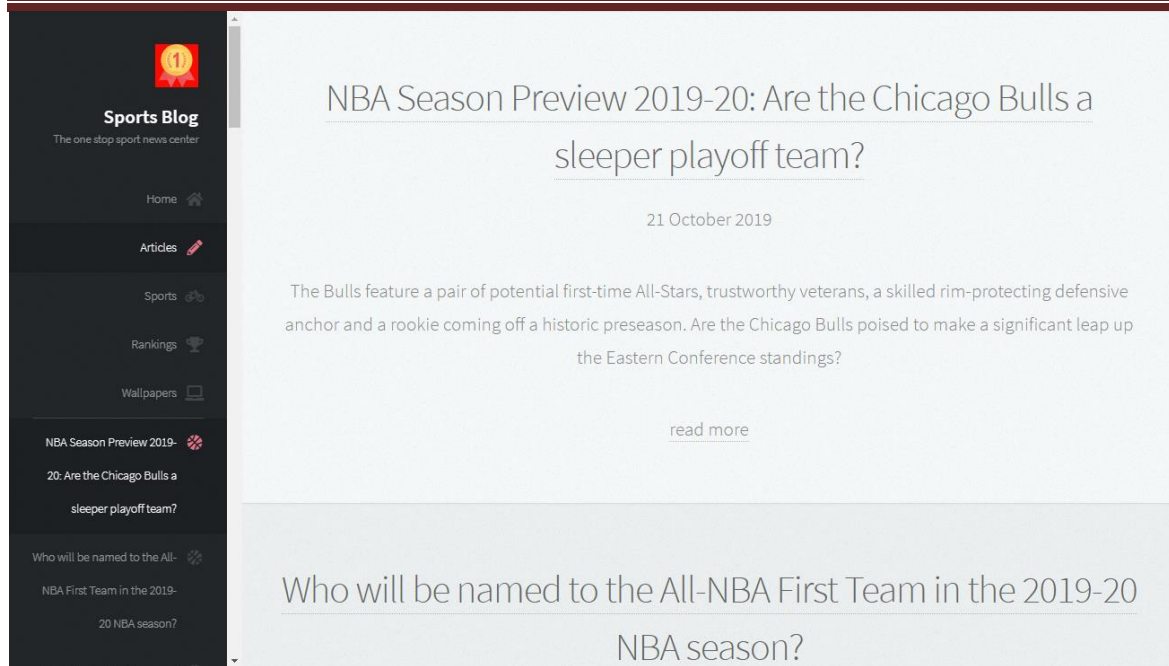 (1)
Sports Blog
The one stop sport news center
Home
Articles
Sports
Rankings
Wallpapers
NBA Season Preview 2019-
20: Are the Chicago Bulls a
sleeper playoff team?
Who will be named to the All-
NBA First Team in the 2019-
20 NBA season?
NBA Season Preview 2019-20: Are the Chicago Bulls a
sleeper playoff team?
21 October 2019
The Bulls feature a pair of potential first-time All-Stars, trustworthy veterans, a skilled rim-protecting defensive
anchor and a rookie coming off a historic preseason. Are the Chicago Bulls poised to make a significant leap up
the Eastern Conference standings?
read more
Who will be named to the All-NBA First Team in the 2019-20
NBA season?